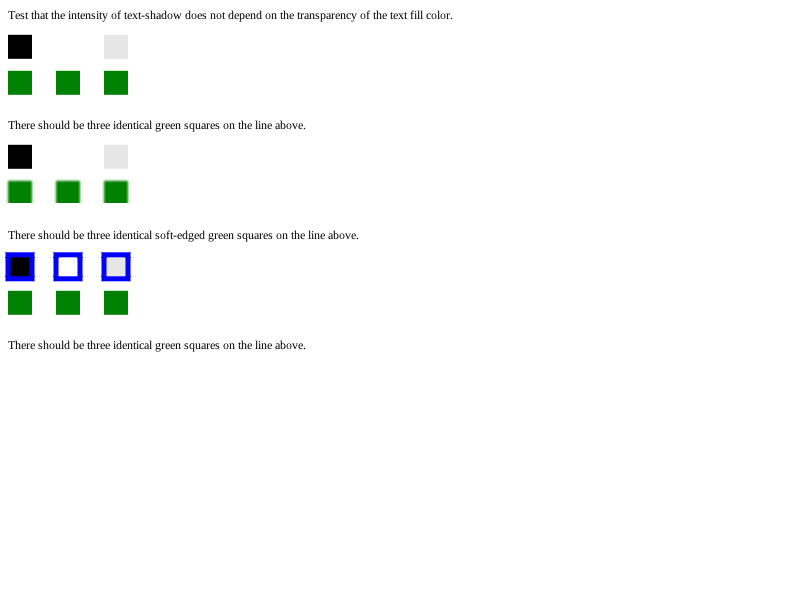 Test that the intensity of text-shadow does not depend on the transparency of the text fill color.
There should be three identical green squares on the line above.
There should be three identical soft-edged green squares on the line above.
There should be three identical green squares on the line above.